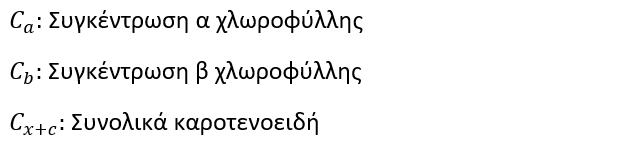 C_a: Συγκέντρωση α χλωροφύλλης
C_b: Συγκέντρωση β χλωροφύλλης
C_{x+c}: Συνολικά καροτενοειδή